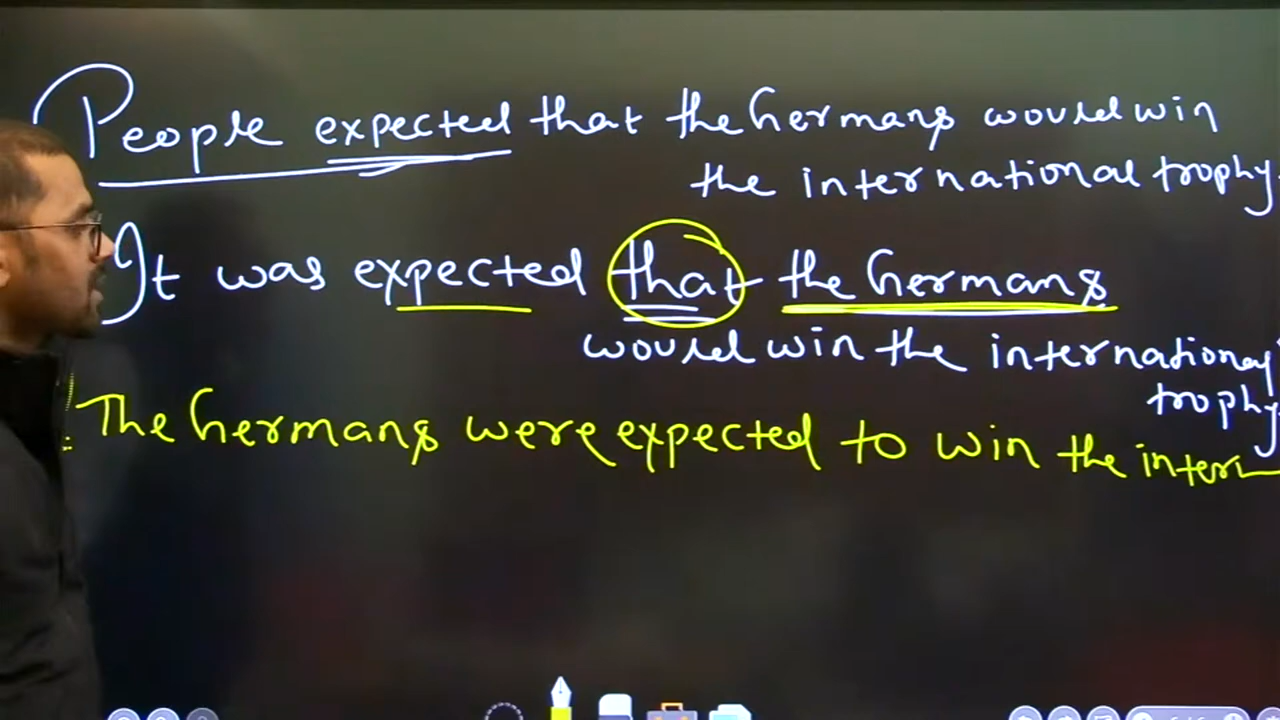 People expected that the Germans would win
the international trophy.
It was expected that the Germans
would win the international
trophy
The Germans were expected to win the intern